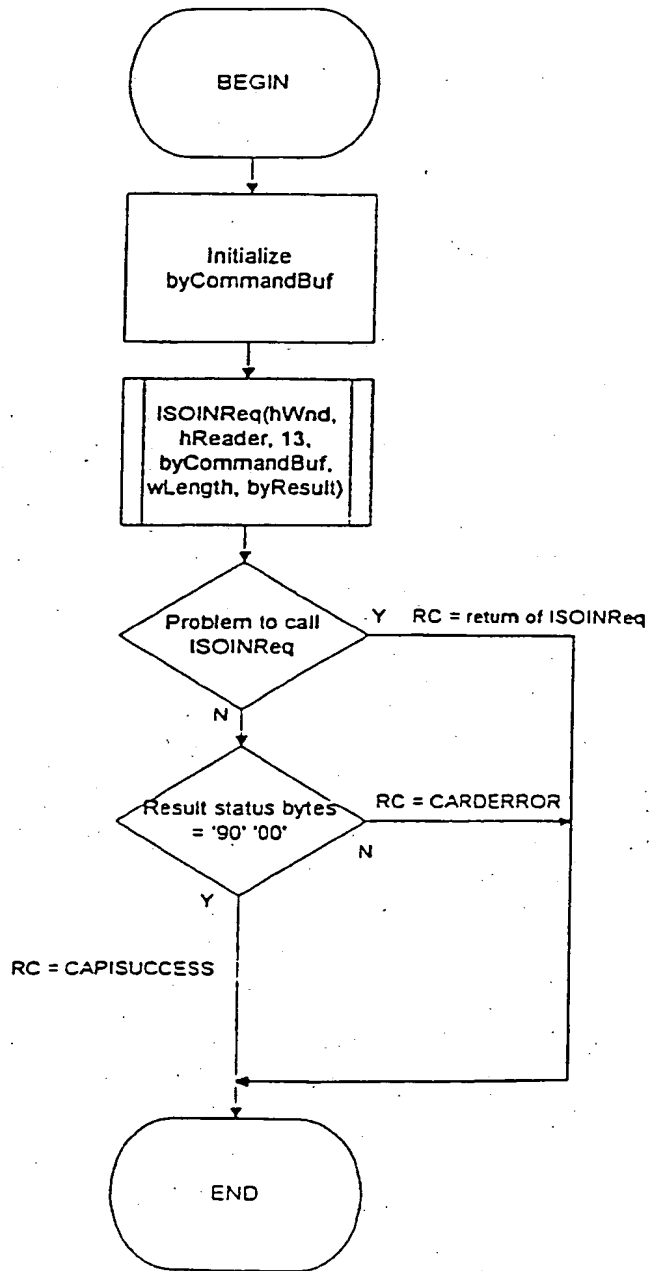 BEGIN
Initialize
byCommandBuf
ISOINReq(hWnd,
hReader, 13,
byCommandBuf,
wLength, byResult)
Problem to call
ISOINReq
Y
RC = return of ISOINReq
N
Result status bytes
= '90' '00'
RC = CARDERROR
N
Y
RC = CAPISUCCESS
END